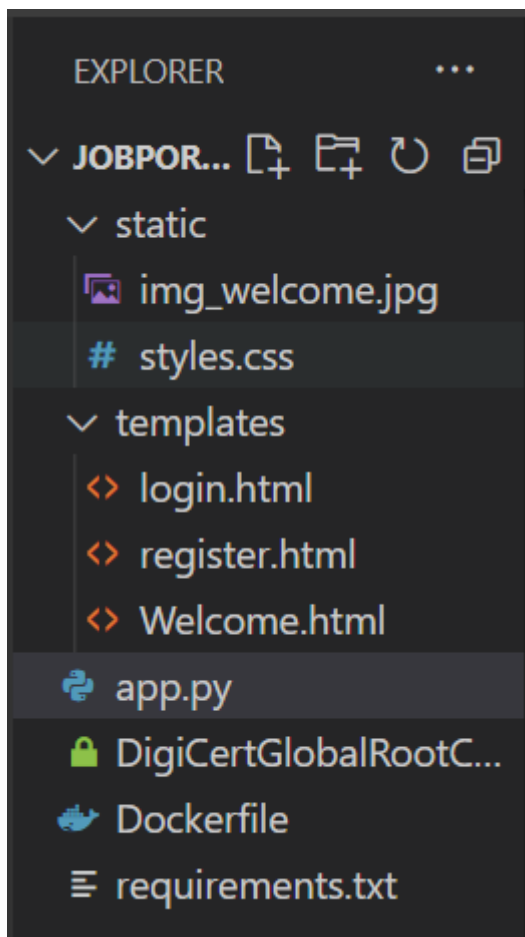 EXPLORER ...
JOBPOR...
static
img_welcome.jpg
# styles.css
templates
<> login.html
<> register.html
<> Welcome.html
app.py
DigiCertGlobalRootC...
Dockerfile
requirements.txt